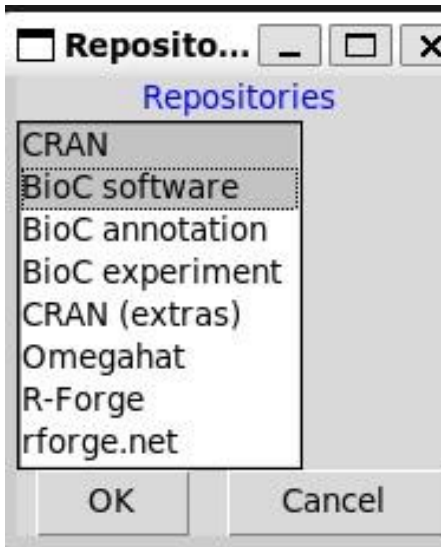 Reposito...
Repositories
CRAN
BioC software
BioC annotation
BioC experiment
CRAN (extras)
Omegahat
R-Forge
rforge.net
OK Cancel